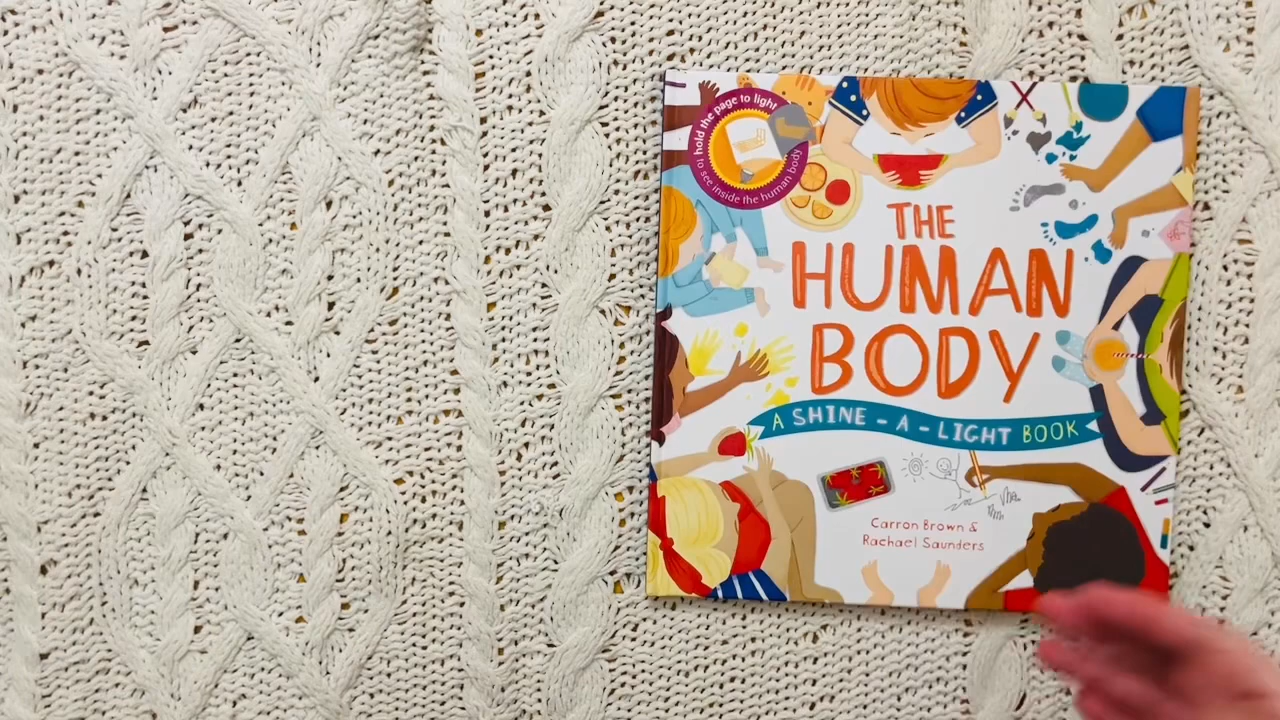 hold the page to light
to see inside the human body
THE
HUMAN
BODY
A SHINE-A-LIGHT BOOK
Carron Brown &
Rachael Saunders